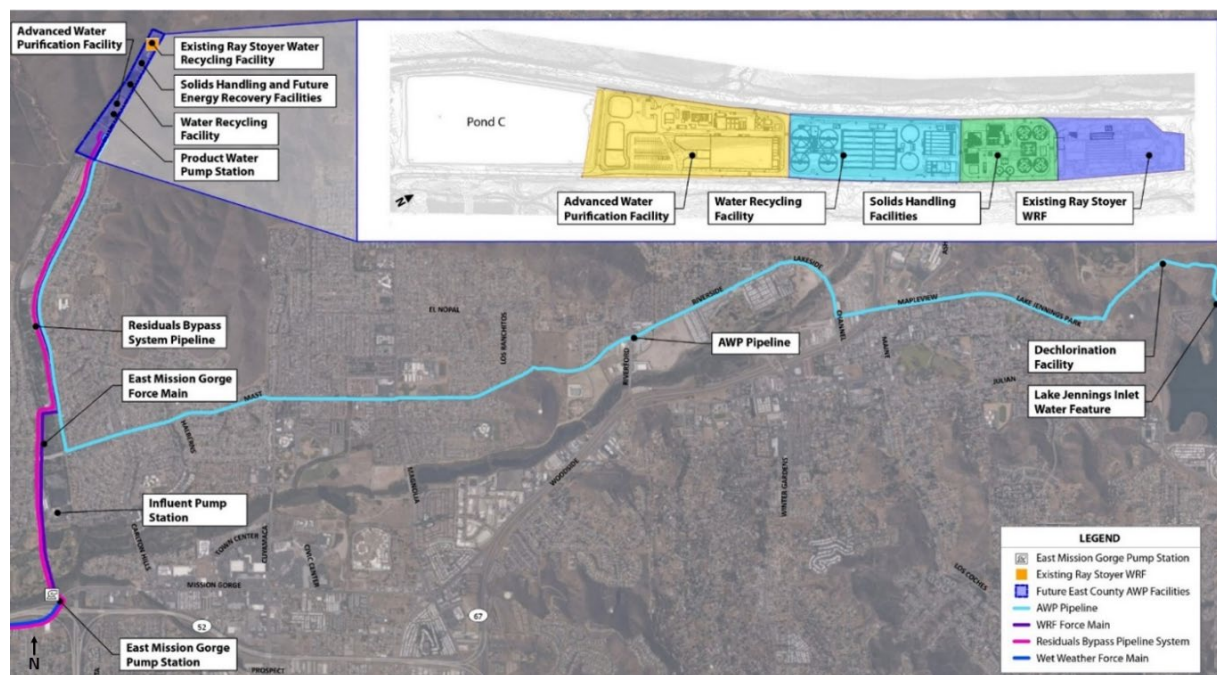 Advanced Water
Purification Facility
Existing Ray Stoyer Water
Recycling Facility
Solids Handling and Future
Energy Recovery Facilities
Water Recycling
Facility
Product Water
Pump Station
Pond C
N
Advanced Water
Purification Facility
Water Recycling
Facility
Solids Handling
Facilities
Existing Ray Stoyer
WRF
Residuals Bypass
System Pipeline
East Mission Gorge
Force Main
Influent Pump
Station
East Mission Gorge
Pump Station
AWP Pipeline
Dechlorination
Facility
Lake Jennings Inlet
Water Feature
EL NOPAL
LOS RANCHITOS
RIVERSIDE
LAKESIDE
CHANNEL
MAPLEVIEW
LAKE JENNINGS PARK
RIVERFORD
MAINT
JULIAN
MAST
HALBERNS
MAGNOLIA
WOODSIDE
WINTER GARDENS
LOS COCHES
CARLTON HILLS
TOWN CENTER
CUYAMACA
CIVIC CENTER
MISSION GORGE
52
67
PROSPECT
N
LEGEND
East Mission Gorge Pump Station
Existing Ray Stoyer WRF
Future East County AWP Facilities
AWP Pipeline
WRF Force Main
Residuals Bypass Pipeline System
Wet Weather Force Main